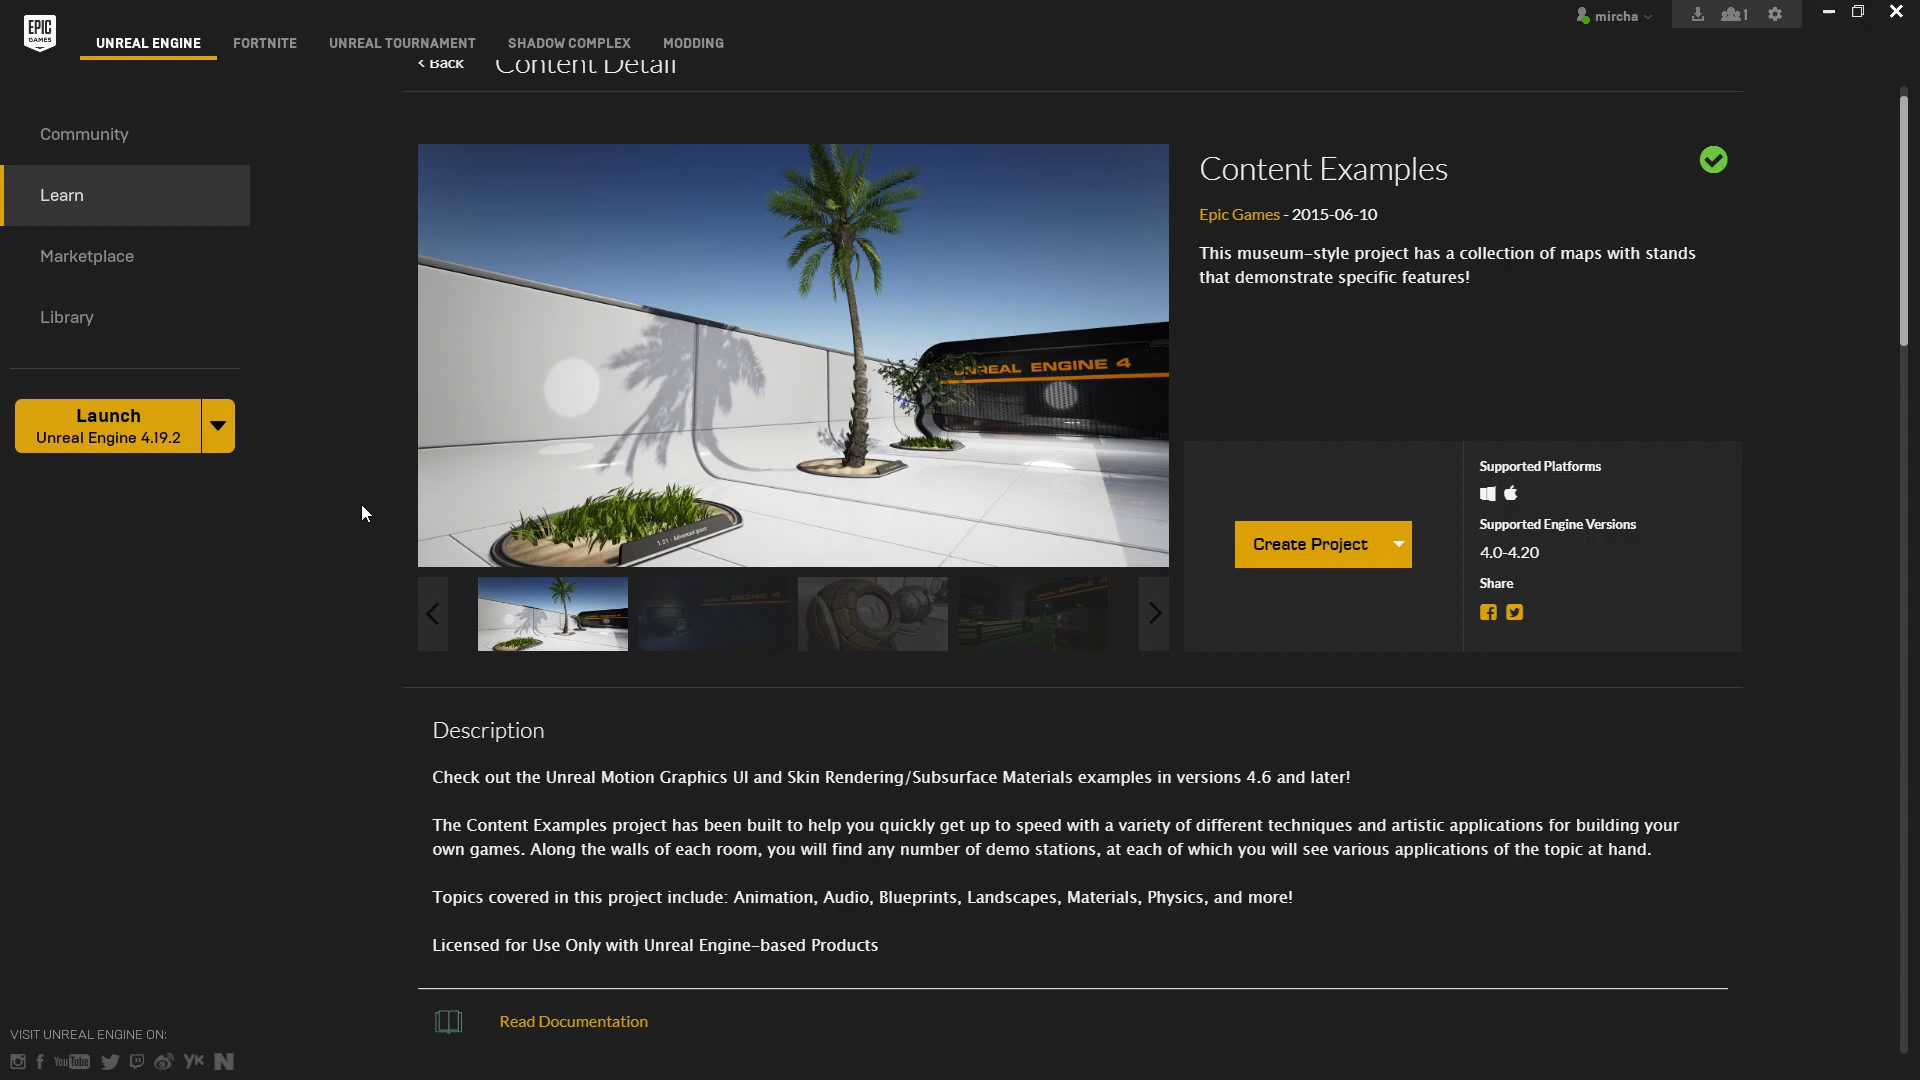 EPIC
GAMES
UNREAL ENGINE
FORTNITE
UNREAL TOURNAMENT
SHADOW COMPLEX
MODDING
mircha
1
< Back
Content Detail
Community
Learn
Marketplace
Library
Launch
Unreal Engine 4.19.2
UNREAL ENGINE 4
1.21 - Advanced grass
Content Examples
Epic Games - 2015-06-10
This museum-style project has a collection of maps with stands
that demonstrate specific features!
Create Project
Supported Platforms
Supported Engine Versions
4.0-4.20
Share
UNREAL ENGINE 4
Description
Check out the Unreal Motion Graphics UI and Skin Rendering/Subsurface Materials examples in versions 4.6 and later!
The Content Examples project has been built to help you quickly get up to speed with a variety of different techniques and artistic applications for building your
own games. Along the walls of each room, you will find any number of demo stations, at each of which you will see various applications of the topic at hand.
Topics covered in this project include: Animation, Audio, Blueprints, Landscapes, Materials, Physics, and more!
Licensed for Use Only with Unreal Engine-based Products
Read Documentation
VISIT UNREAL ENGINE ON:
YouTube